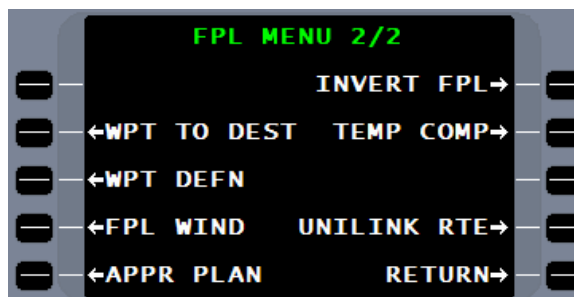 FPL MENU 2/2
INVERT FPL→
←WPT TO DEST TEMP COMP→
←WPT DEFN
←FPL WIND UNILINK RTE→
←APPR PLAN RETURN→